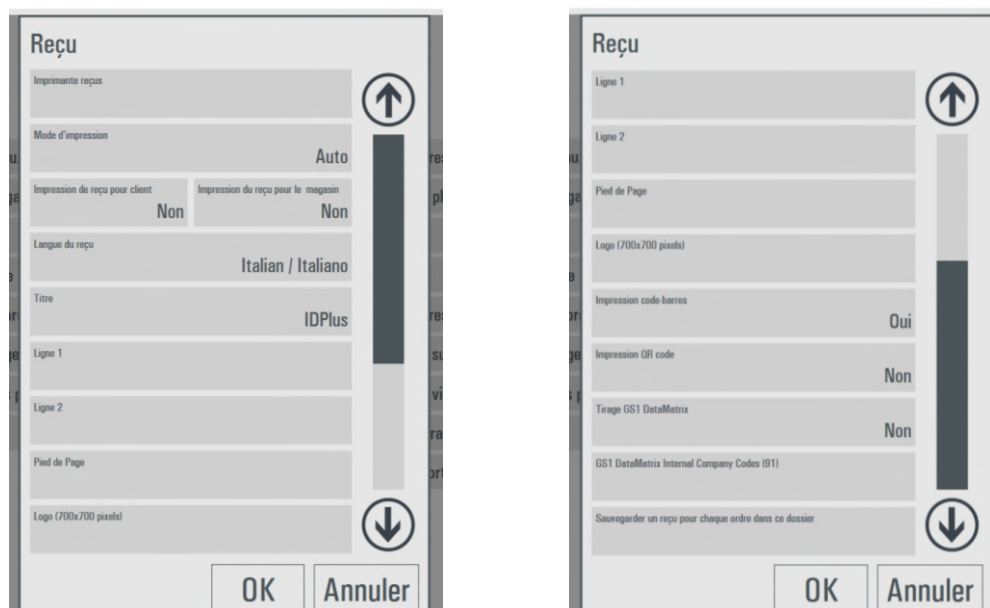 Reçu
Imprimante reçus
Mode d'impression
Auto
Impression de reçu pour client
Non
Impression du reçu pour le magasin
Non
Langue du reçu
Italian / Italiano
Titre
IDPlus
Ligne 1
Ligne 2
Pied de Page
Logo (700x700 pixels)
OK
Annuler
Reçu
Ligne 1
Ligne 2
Pied de Page
Logo (700x700 pixels)
Impression code-barres
Oui
Impression QR code
Non
Tirage GS1 DataMatrix
Non
GS1 DataMatrix Internal Company Codes (91)
Sauvegarder un reçu pour chaque ordre dans ce dossier
OK
Annuler